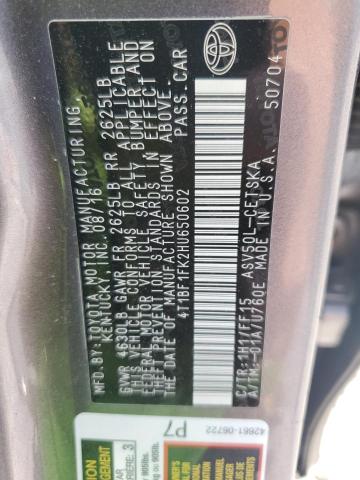 MFD.BY:TOYOTA MOTOR MANUFACTURING,
KENTUCKY,INC. 08/16
GVWR 4630LB GAWR FR 2625LB RR 2625LB
THIS VEHICLE CONFORMS TO ALL APPLICABLE
FEDERAL MOTOR VEHICLE SAFETY, BUMPER,AND
THEFT PREVENTION STANDARDS IN EFFECT ON
THE DATE OF MANUFACTURE SHOWN ABOVE.
4T1BF1FK2HU650602 PASS.CAR
C/TR:1H1/FF15 ASV50L-CETSKA
A/TM:-01A/U760E MADE IN U.S.A.
50704
TOYOTA
42661-06722
P7
3